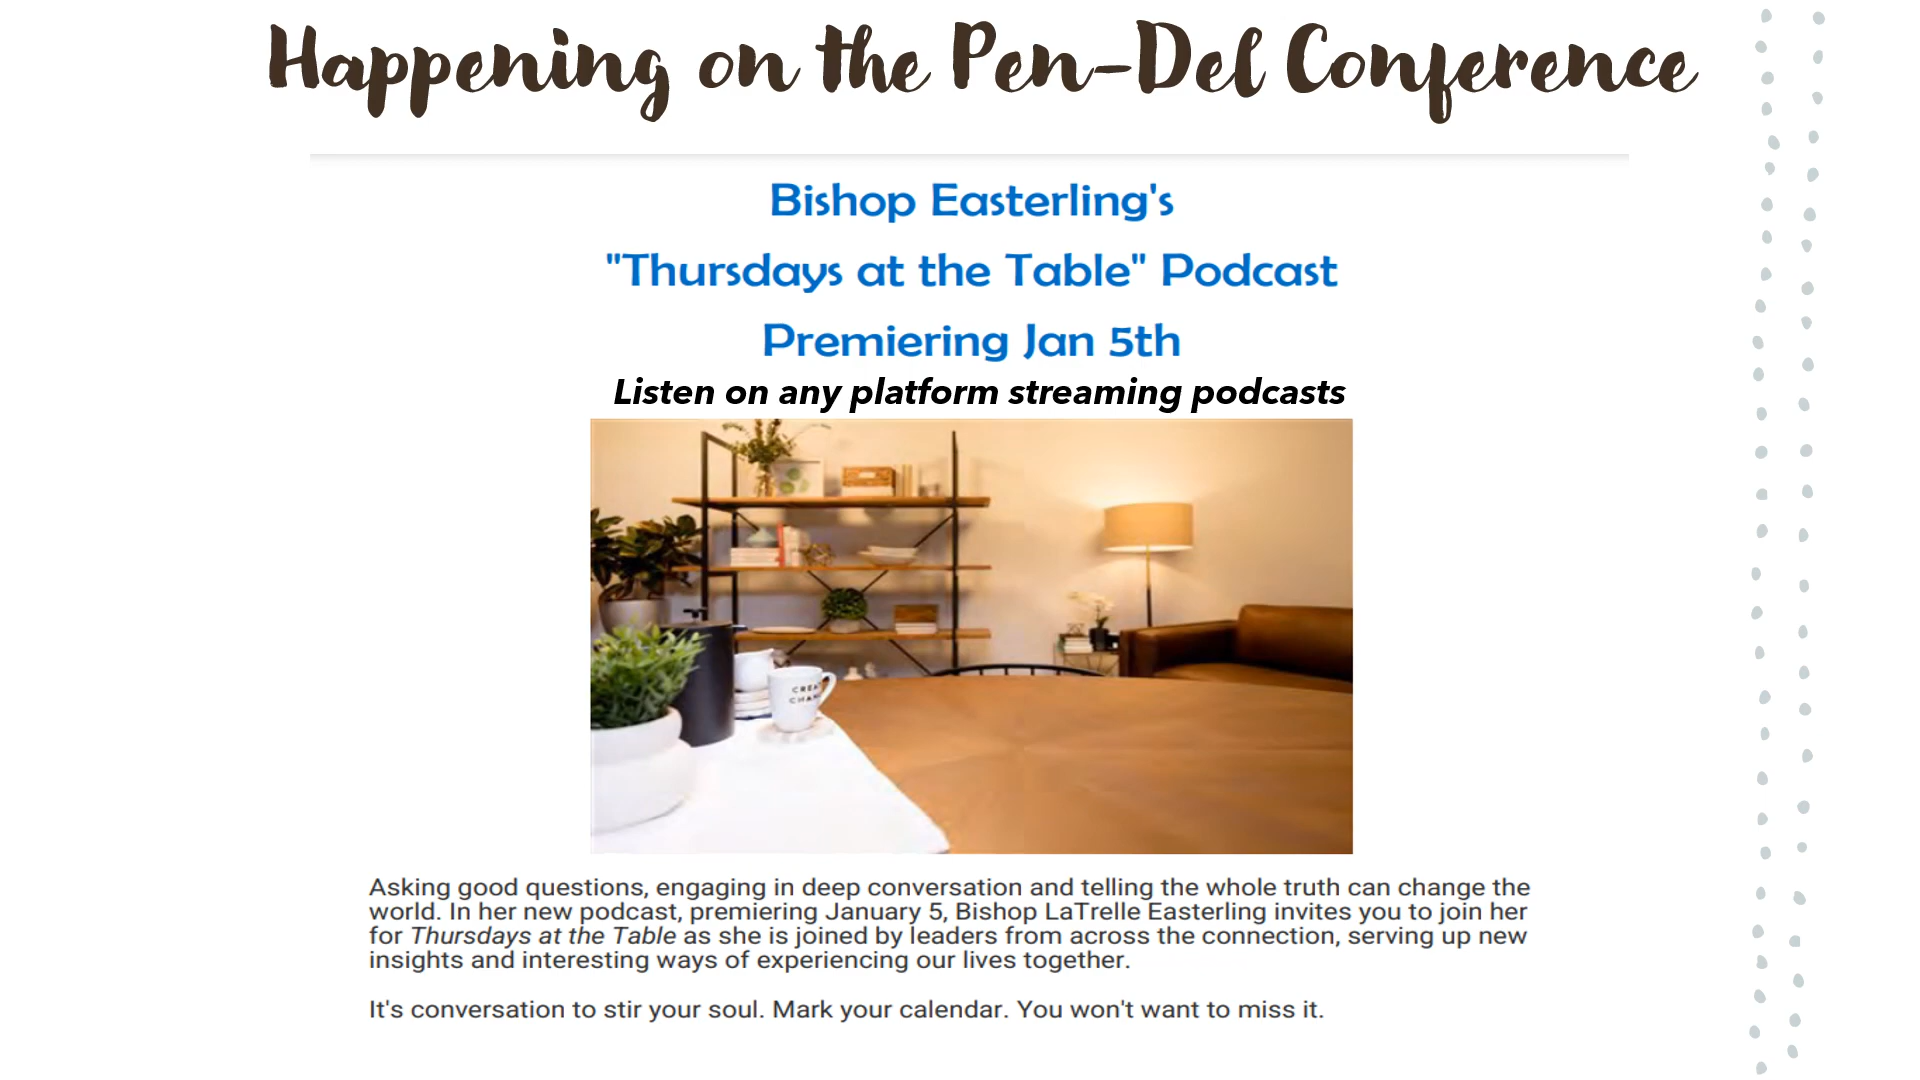 Happening on the Pen-Del Conference
Bishop Easterling's
"Thursdays at the Table" Podcast
Premiering Jan 5th
Listen on any platform streaming podcasts
Asking good questions, engaging in deep conversation and telling the whole truth can change the
world. In her new podcast, premiering January 5, Bishop LaTrelle Easterling invites you to join her
for Thursdays at the Table as she is joined by leaders from across the connection, serving up new
insights and interesting ways of experiencing our lives together.
It's conversation to stir your soul. Mark your calendar. You won't want to miss it.